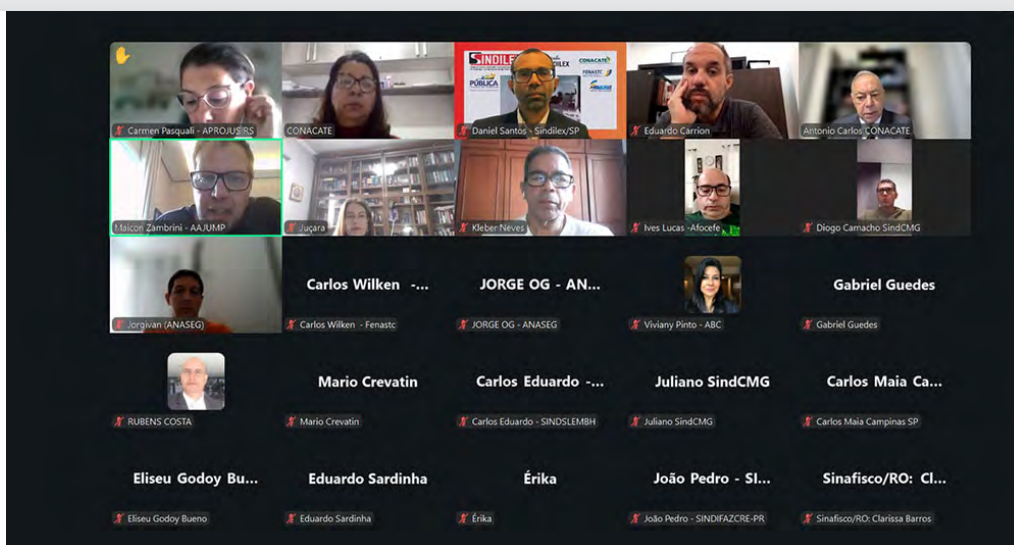 Carmen Pasquali - APROJUS RS
CONACATE
SINDILEX
PÚBLICA
CONACATE
FENASTC
Daniel Santos - Sindilex/SP
Eduardo Carrion
Antonio Carlos CONACATE
Maicon Zambrini - AAJUMP
Juçara
Kleber Neves
Ives Lucas -Afocefe
Diogo Camacho SindCMG
Jorgivan (ANASEG)
Carlos Wilken -...
Carlos Wilken - Fenastc
JORGE OG - AN...
JORGE OG - ANASEG
Viviany Pinto - ABC
Gabriel Guedes
Gabriel Guedes
RUBENS COSTA
Mario Crevatin
Mario Crevatin
Carlos Eduardo -...
Carlos Eduardo - SINDSLEMBH
Juliano SindCMG
Juliano SindCMG
Carlos Maia Ca...
Carlos Maia Campinas SP
Eliseu Godoy Bu...
Eliseu Godoy Bueno
Eduardo Sardinha
Eduardo Sardinha
Érika
Érika
João Pedro - SI...
João Pedro - SINDIFAZCRE-PR
Sinafisco/RO: Cl...
Sinafisco/RO: Clarissa Barros